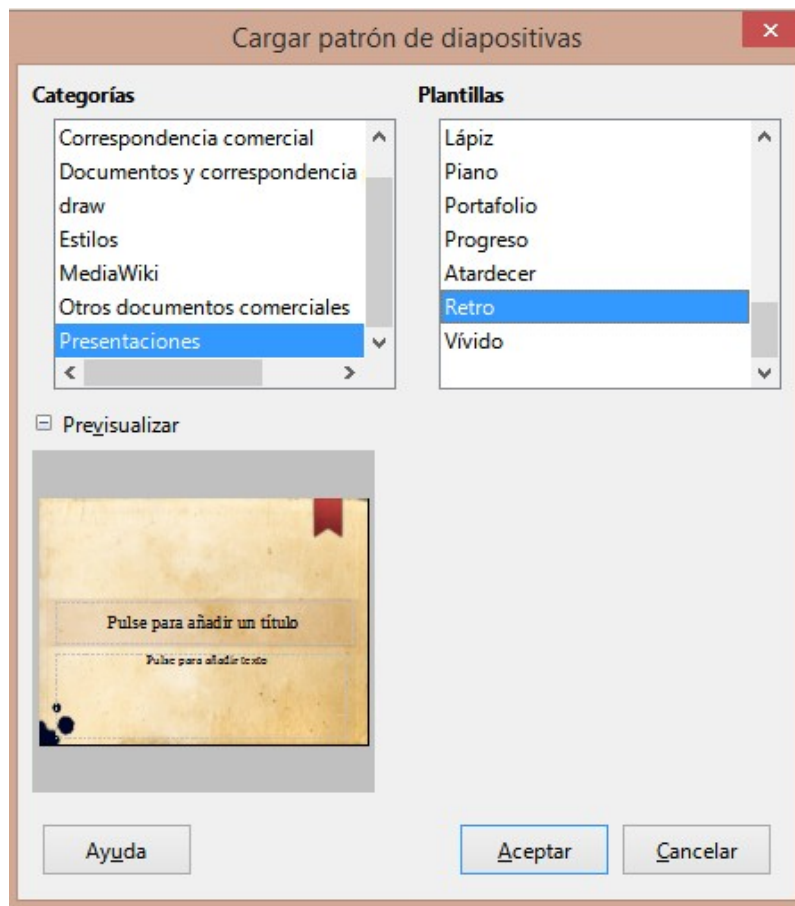 Cargar patrón de diapositivas
Categorías
Plantillas
Correspondencia comercial
Documentos y correspondencia
draw
Estilos
MediaWiki
Otros documentos comerciales
Presentaciones
Lápiz
Piano
Portafolio
Progreso
Atardecer
Retro
Vívido
Previsualizar
Pulse para añadir un título
Pulse para añadir texto
Ayuda
Aceptar
Cancelar